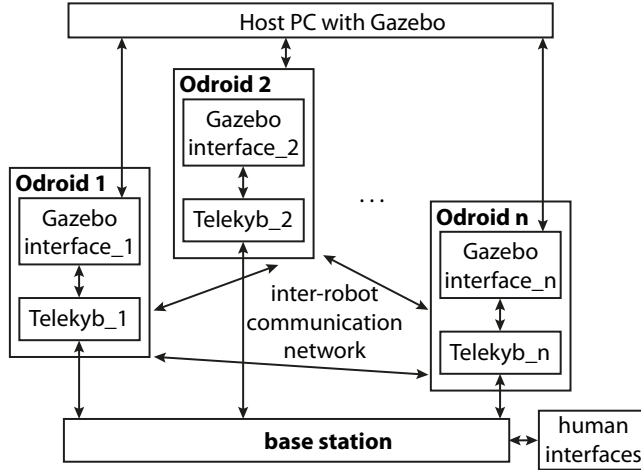 Host PC with Gazebo
Odroid 2
Gazebo
interface_2
Telekyb_2
Odroid 1
Gazebo
interface_1
Telekyb_1
...
Odroid n
Gazebo
interface_n
Telekyb_n
inter-robot
communication
network
base station
human
interfaces